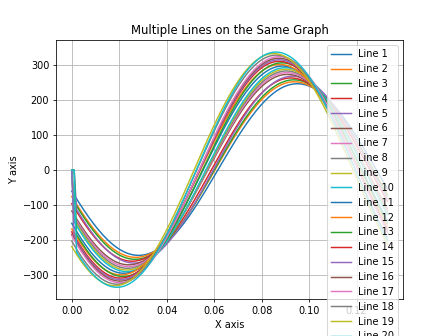 Multiple Lines on the Same Graph
Y axis
300
200
100
0
−100
−200
−300
0.00
0.02
0.04
0.06
0.08
0.10
X axis
Line 1
Line 2
Line 3
Line 4
Line 5
Line 6
Line 7
Line 8
Line 9
Line 10
Line 12
Line 13
Line 14
Line 15
Line 16
Line 17
Line 18
Line 19
Line 20